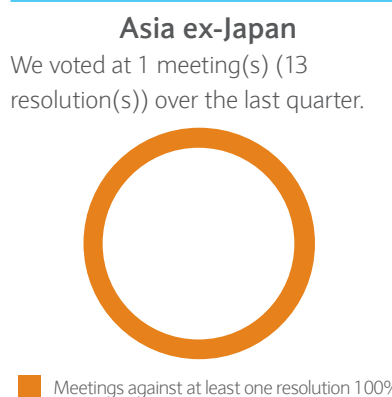 Asia ex-Japan
We voted at 1 meeting(s) (13
resolution(s)) over the last quarter.
Meetings against at least one resolution 100%